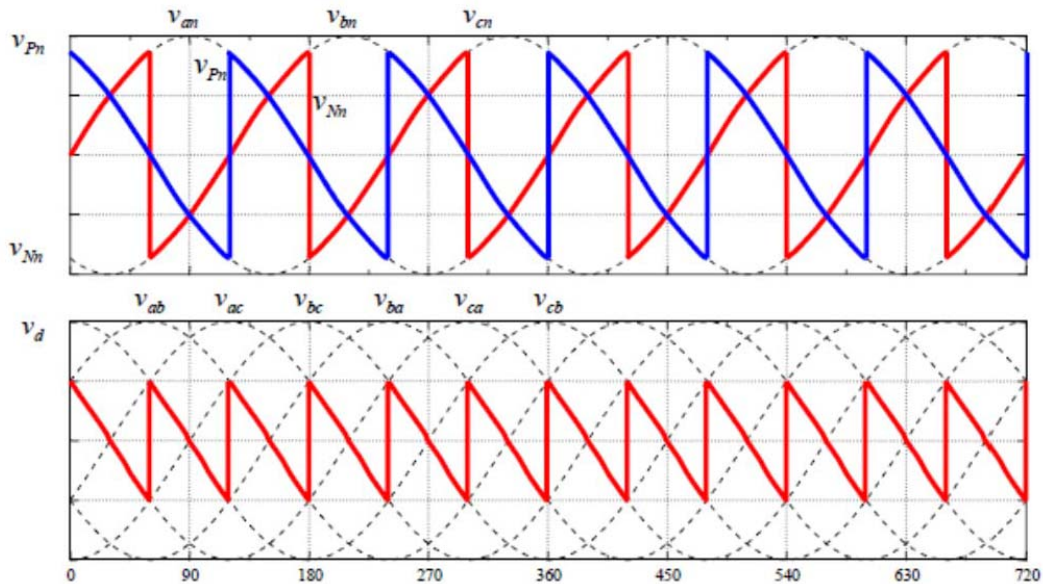 v_an v_bn v_cn
v_Pn
v_Pn
v_Nn
v_Nn
v_ab v_ac v_bc v_ba v_ca v_cb
v_d
0 90 180 270 360 450 540 630 720